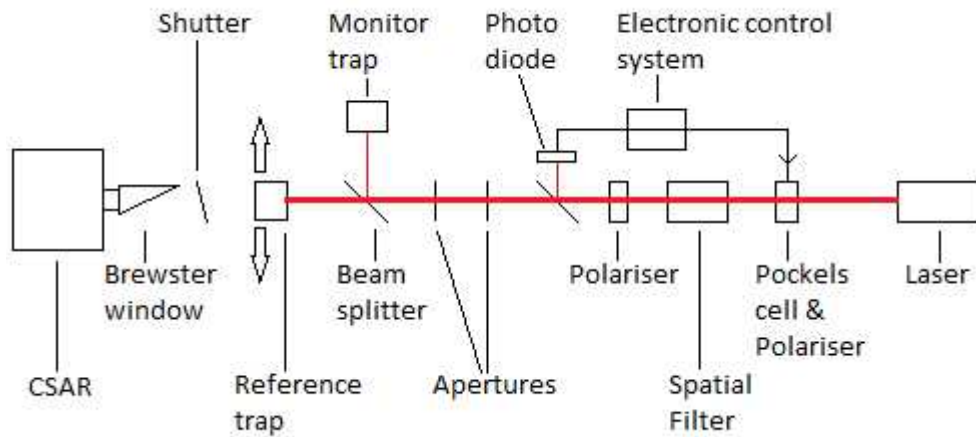 Shutter
Monitor
trap
Photo
diode
Electronic control
system
Brewster
window
Beam
splitter
Polariser
Pockels
cell &
Polariser
Laser
CSAR
Reference
trap
Apertures
Spatial
Filter